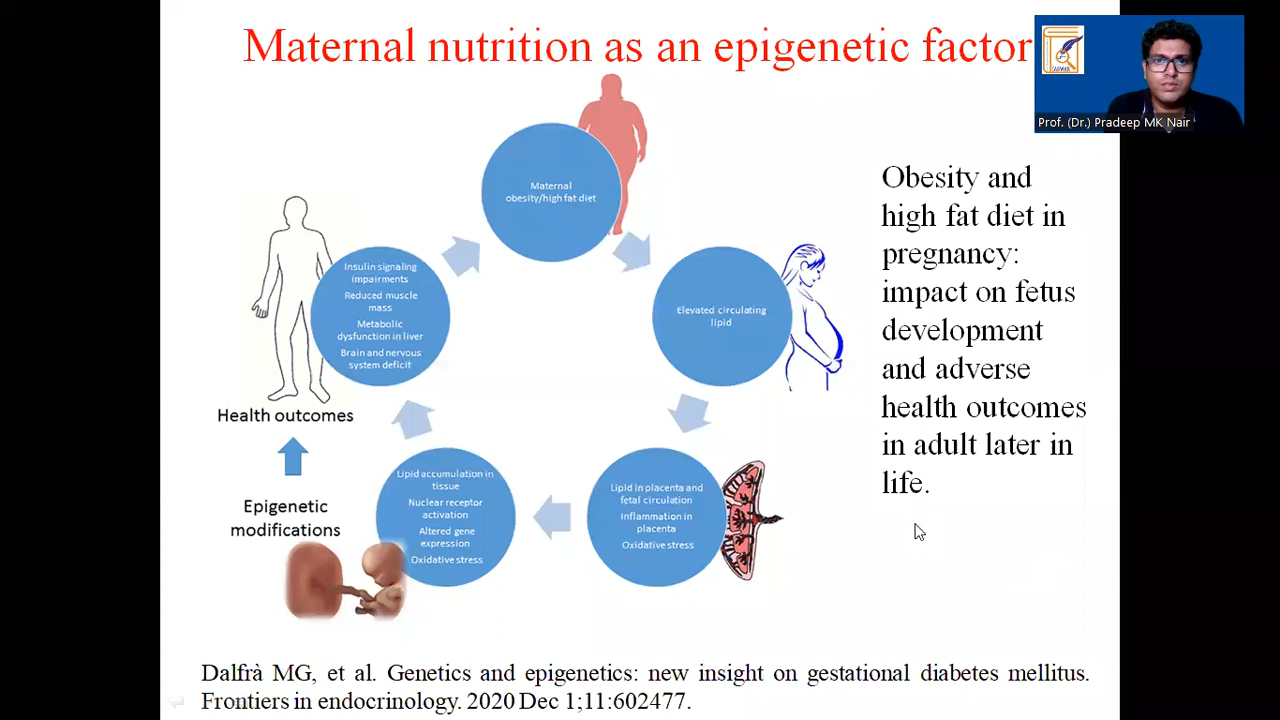 Maternal nutrition as an epigenetic factor
Prof. (Dr.) Pradeep MK Nair
Maternal
obesity/high fat diet
Elevated circulating
lipid
Lipid in placenta and
fetal circulation
Inflammation in
placenta
Oxidative stress
Lipid accumulation in
tissue
Nuclear receptor
activation
Altered gene
expression
Oxidative stress
Insulin signaling
impairments
Reduced muscle
mass
Metabolic
dysfunction in liver
Brain and nervous
system deficit
Health outcomes
Epigenetic
modifications
Obesity and
high fat diet in
pregnancy:
impact on fetus
development
and adverse
health outcomes
in adult later in
life.
Dalfrà MG, et al. Genetics and epigenetics: new insight on gestational diabetes mellitus.
Frontiers in endocrinology. 2020 Dec 1;11:602477.